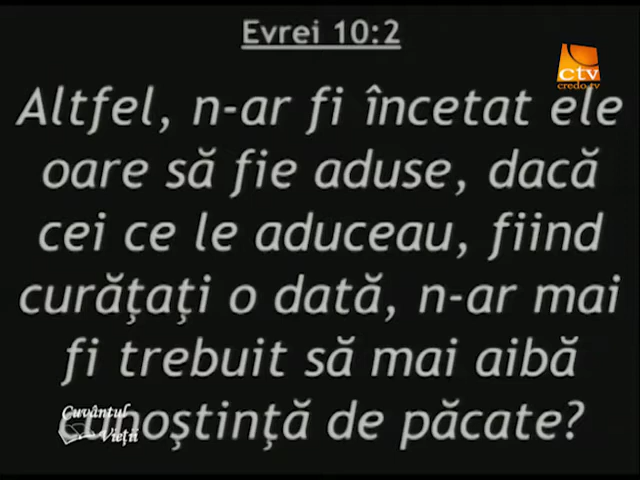 Evrei 10:2
ctv
credo.tv
Altfel, n-ar fi încetat ele
oare să fie aduse, dacă
cei ce le aduceau, fiind
curăţaţi o dată, n-ar mai
fi trebuit să mai aibă
cunoştinţă de păcate?
Cuvântul
Vieţii